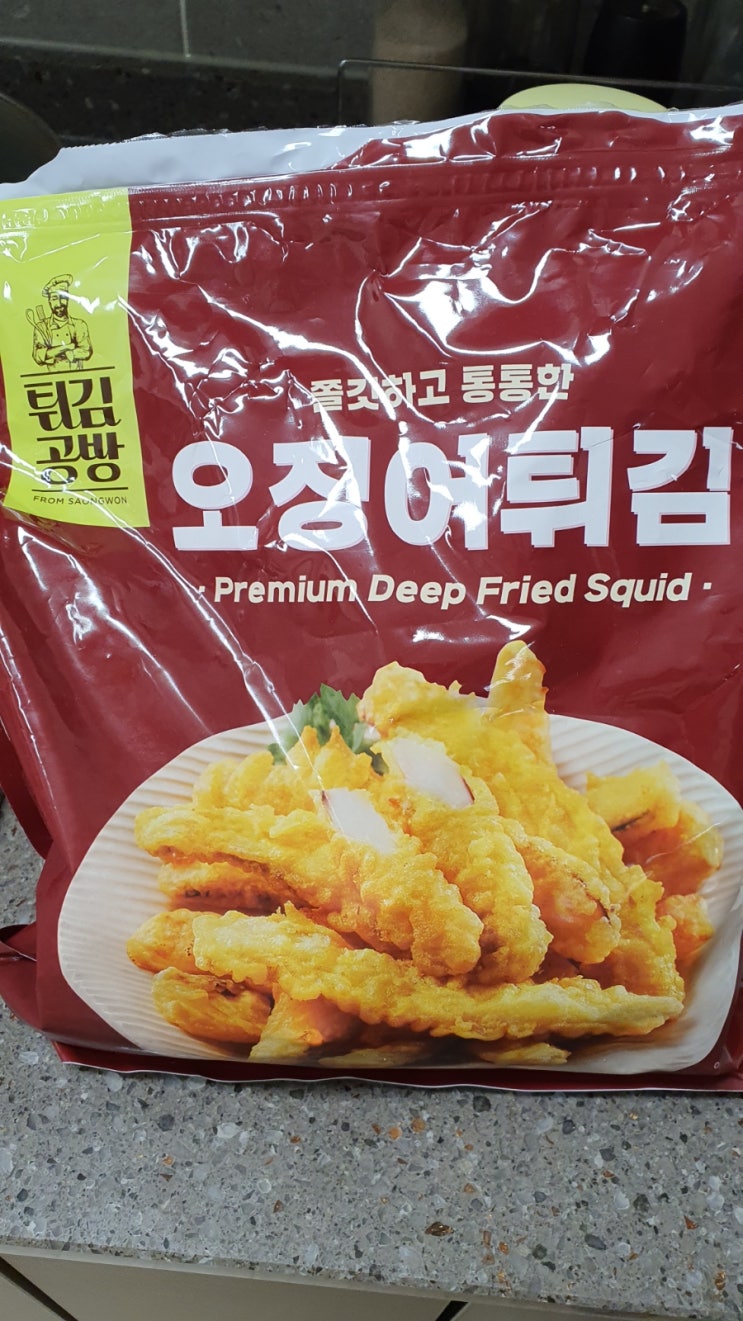 튀김
공방
FROM SAONGWON
쫄깃하고 통통한
오징어튀김
· Premium Deep Fried Squid ·